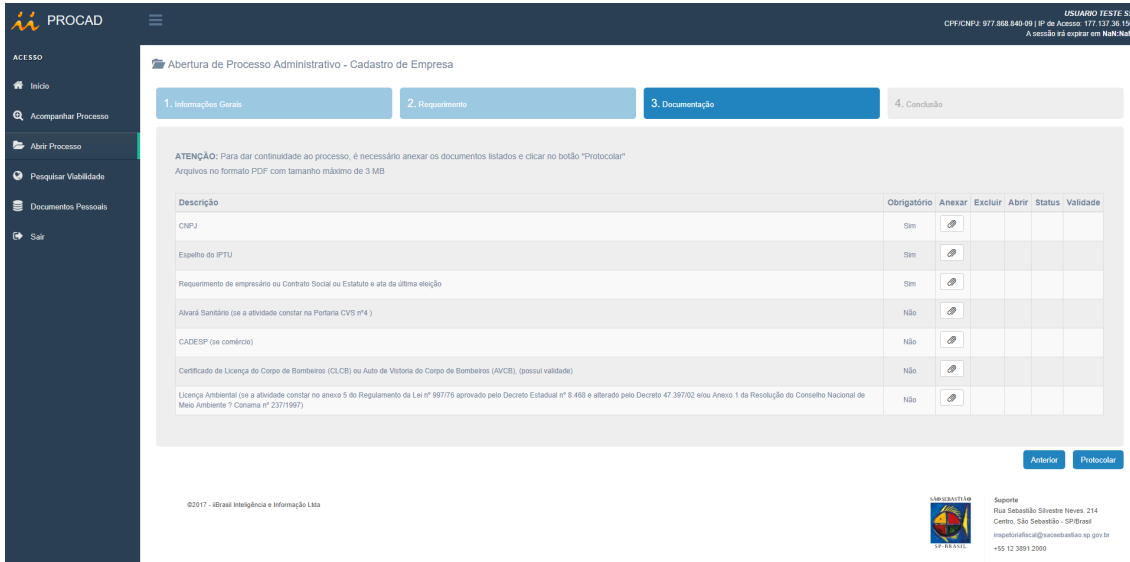 PROCAD
USUARIO TESTE S
CPF/CNPJ: 977.868.840-09 | IP de Acesso: 177.137.36.15
A sessão irá expirar em NaN:NaN
ACESSO
Início
Acompanhar Processo
Abrir Processo
Pesquisar Viabilidade
Documentos Pessoais
Sair
Abertura de Processo Administrativo - Cadastro de Empresa
1. Informações Gerais
2. Requerimento
3. Documentação
4. Conclusão
ATENÇÃO: Para dar continuidade ao processo, é necessário anexar os documentos listados e clicar no botão "Protocolar"
Arquivos no formato PDF com tamanho máximo de 3 MB
Descrição Obrigatório Anexar Excluir Abrir Status Validade
CNPJ Sim
Espelho do IPTU Sim
Requerimento de empresário ou Contrato Social ou Estatuto e ata da última eleição Sim
Alvará Sanitário (se a atividade constar na Portaria CVS nº4 ) Não
CADESP (se comércio) Não
Certificado de Licença do Corpo de Bombeiros (CLCB) ou Auto de Vistoria do Corpo de Bombeiros (AVCB), (possui validade) Não
Licença Ambiental (se a atividade constar no anexo 5 do Regulamento da Lei nº 997/76 aprovado pelo Decreto Estadual nº 8.468 e alterado pelo Decreto 47.397/02 e/ou Anexo 1 da Resolução do Conselho Nacional de
Meio Ambiente ? Conama nº 237/1997) Não
Anterior
Protocolar
©2017 - iiBrasil Inteligência e Informação Ltda
SÃO SEBASTIÃO
SP-BRASIL
Suporte
Rua Sebastião Silvestre Neves, 214
Centro, São Sebastião - SP/Brasil
inspetoriafiscal@saosebastiao.sp.gov.br
+55 12 3891 2000